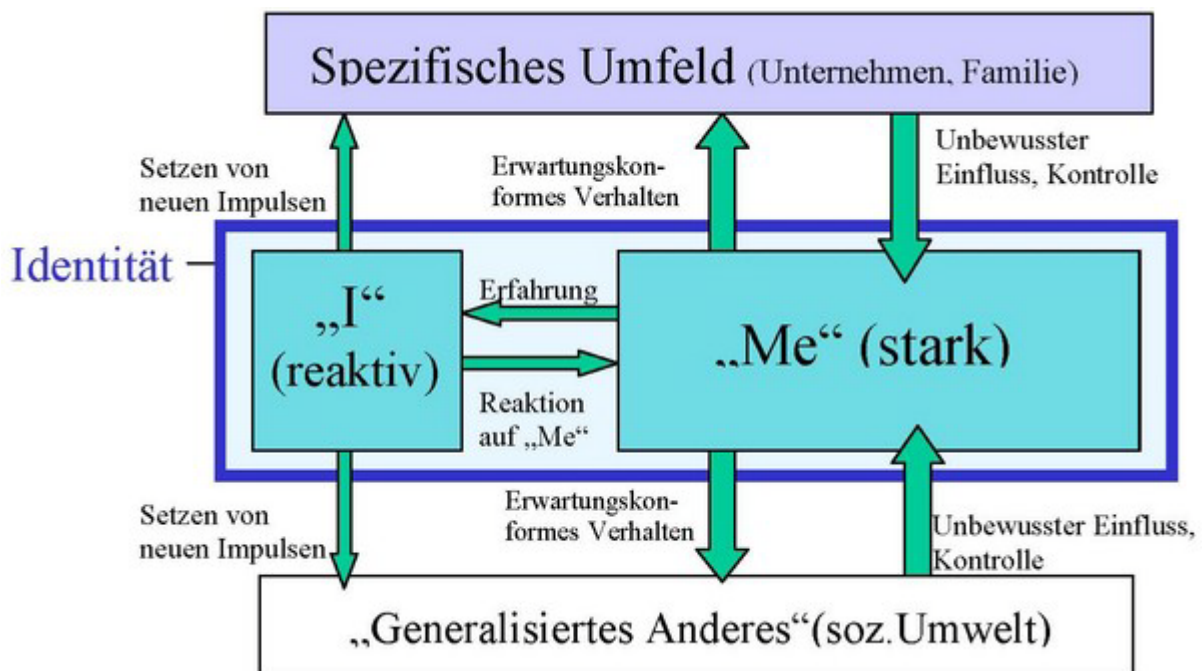 Spezifisches Umfeld (Unternehmen, Familie)
Setzen von
neuen Impulsen
Erwartungskon-
formes Verhalten
Unbewusster
Einfluss, Kontrolle
Identität
„I“
(reaktiv)
Erfahrung
Reaktion
auf „Me“
„Me“ (stark)
Setzen von
neuen Impulsen
Erwartungskon-
formes Verhalten
Unbewusster Einfluss,
Kontrolle
„Generalisiertes Anderes“(soz.Umwelt)